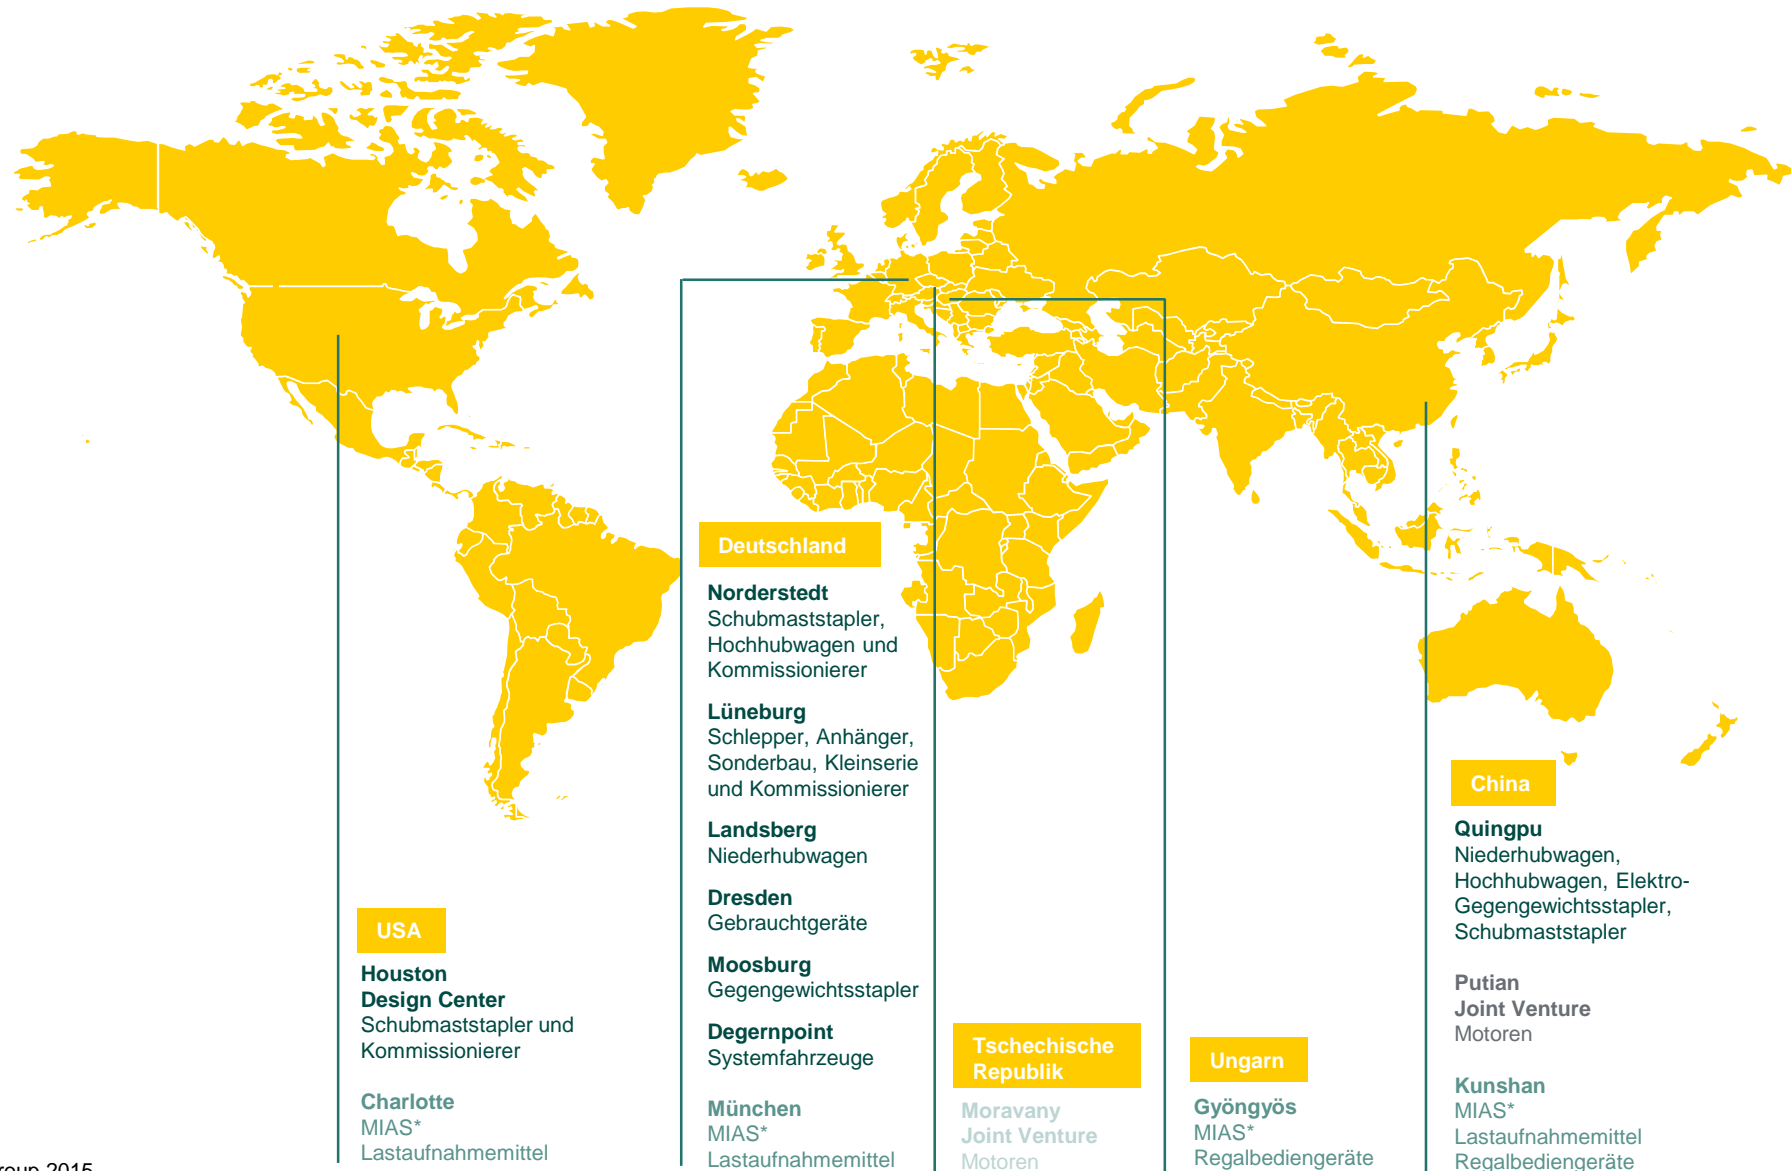 Deutschland
Norderstedt
Schubmaststapler,
Hochhubwagen und
Kommissionierer
Lüneburg
Schlepper, Anhänger,
Sonderbau, Kleinserie
und Kommissionierer
Landsberg
Niederhubwagen
Dresden
Gebrauchtgeräte
Moosburg
Gegengewichtsstapler
Degernpoint
Systemfahrzeuge
München
MIAS*
Lastaufnahmemittel
USA
Houston
Design Center
Schubmaststapler und
Kommissionierer
Charlotte
MIAS*
Lastaufnahmemittel
Tschechische
Republik
Moravany
Joint Venture
Motoren
Ungarn
Gyöngyös
MIAS*
Regalbediengeräte
China
Quingpu
Niederhubwagen,
Hochhubwagen, Elektro-
Gegengewichtsstapler,
Schubmaststapler
Putian
Joint Venture
Motoren
Kunshan
MIAS*
Lastaufnahmemittel
Regalbediengeräte
2015